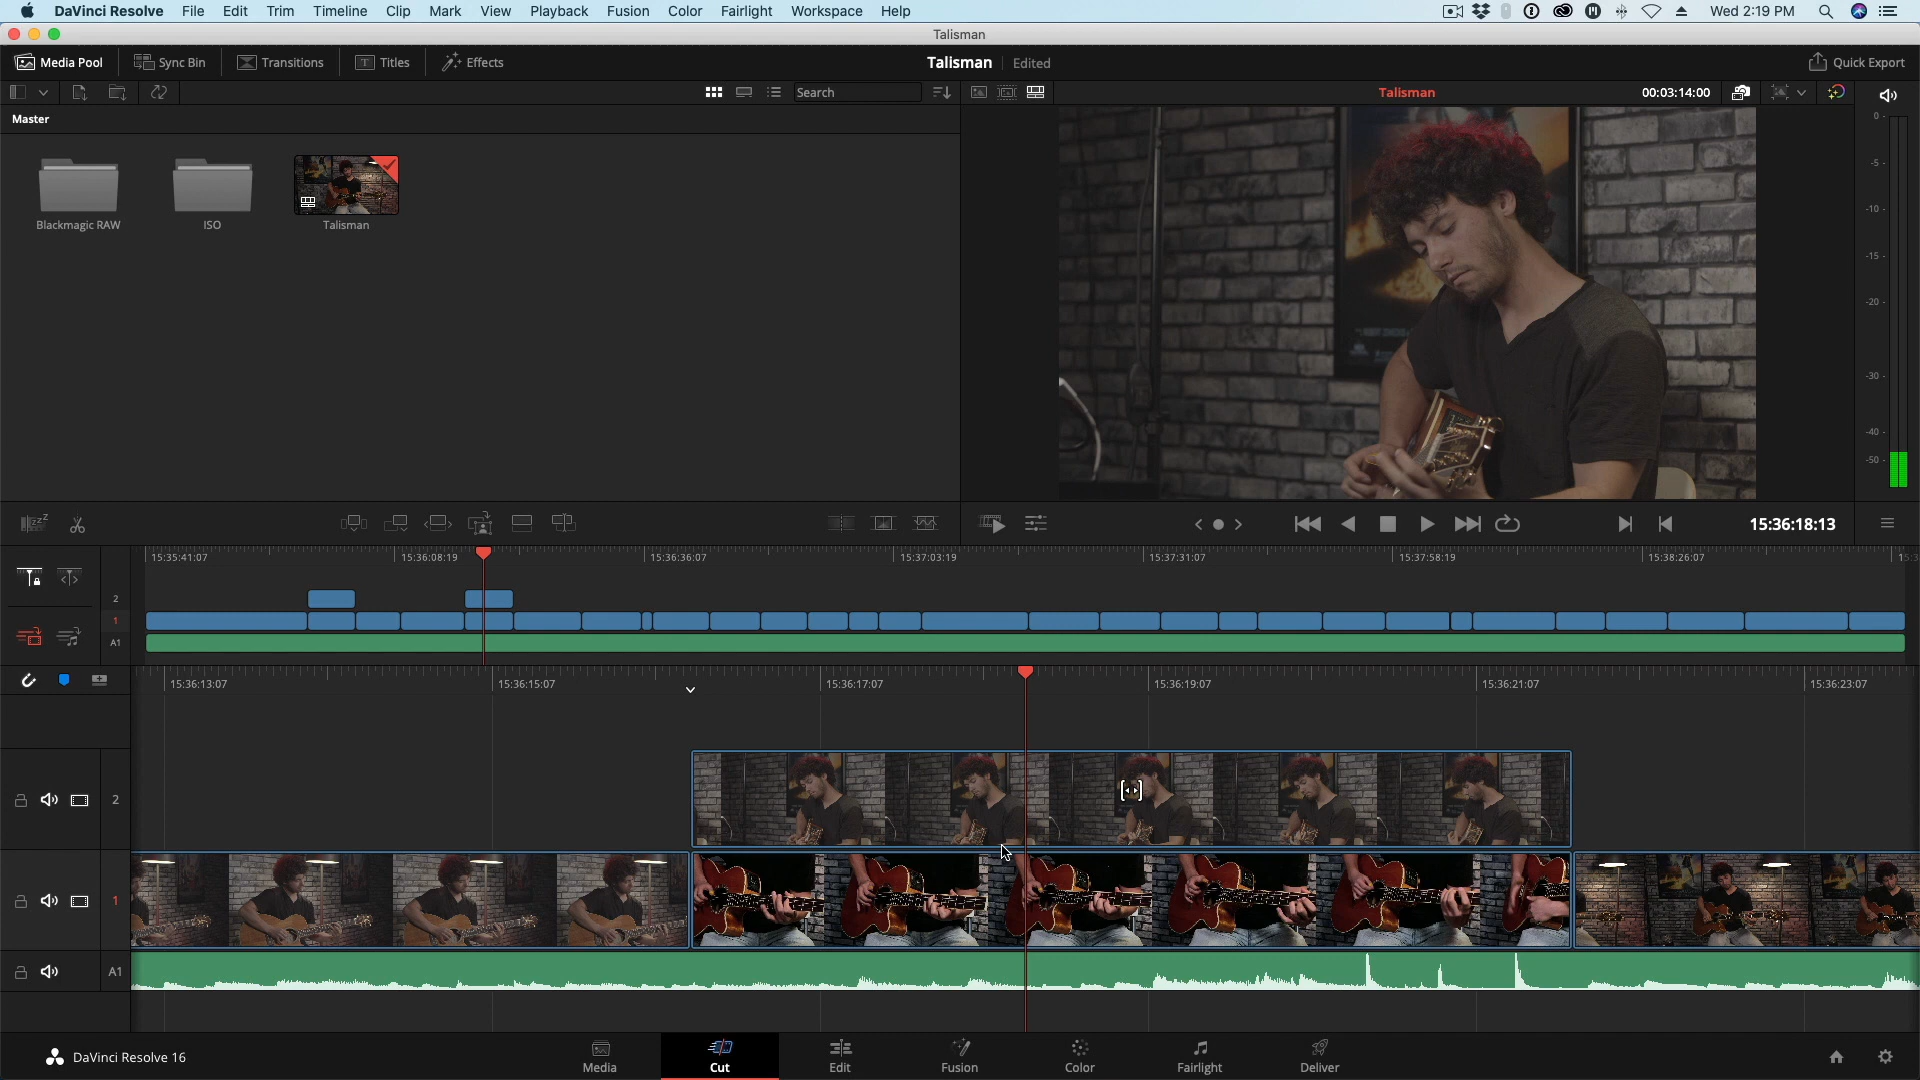 DaVinci Resolve File Edit Trim Timeline Clip Mark View Playback Fusion Color Fairlight Workspace Help Wed 2:19 PM
Talisman
Media Pool Sync Bin Transitions Titles Effects Talisman Edited Quick Export
Search Talisman 00:03:14:00
Master
Blackmagic RAW ISO Talisman
0
-5
-10
-15
-20
-30
-40
-50
15:36:18:13
15:35:41:07 15:36:08:19 15:36:36:07 15:37:03:19 15:37:31:07 15:37:58:19 15:38:26:07
2
1
A1
15:36:13:07 15:36:15:07 15:36:17:07 15:36:19:07 15:36:21:07 15:36:23:07
2
1
A1
DaVinci Resolve 16 Media Cut Edit Fusion Color Fairlight Deliver